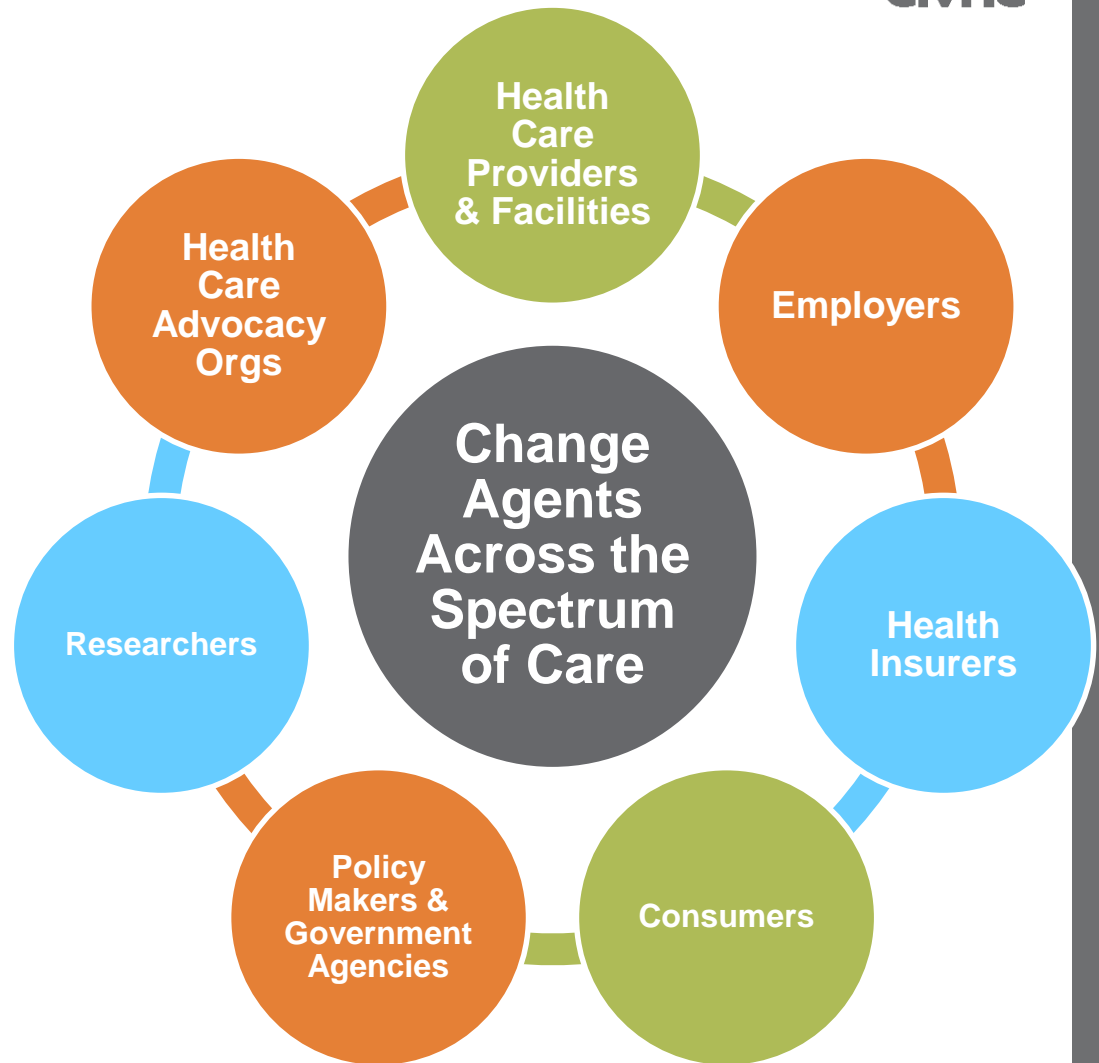 Health
Care
Providers
& Facilities
Health
Care
Advocacy
Orgs
Employers
Change
Agents
Across the
Spectrum
of Care
Researchers
Health
Insurers
Policy
Makers &
Government
Agencies
Consumers